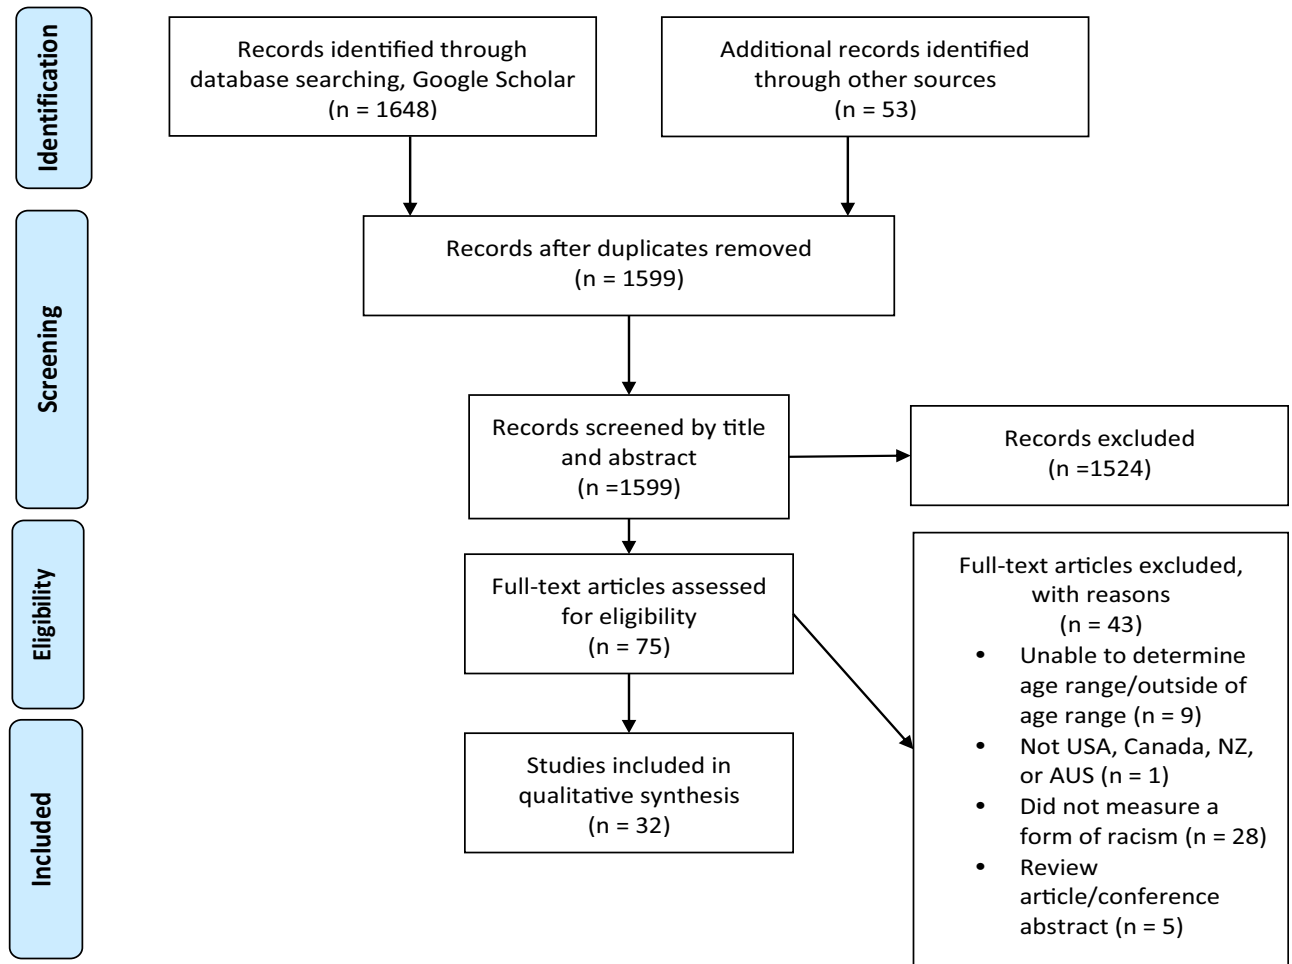 Identification
Records identified through
database searching, Google Scholar
(n = 1648)
Additional records identified
through other sources
(n = 53)
Screening
Records after duplicates removed
(n = 1599)
Records screened by title
and abstract
(n =1599)
Records excluded
(n =1524)
Eligibility
Full-text articles assessed
for eligibility
(n = 75)
Full-text articles excluded,
with reasons
(n = 43)
• Unable to determine
age range/outside of
age range (n = 9)
• Not USA, Canada, NZ,
or AUS (n = 1)
• Did not measure a
form of racism (n = 28)
• Review
article/conference
abstract (n = 5)
Included
Studies included in
qualitative synthesis
(n = 32)